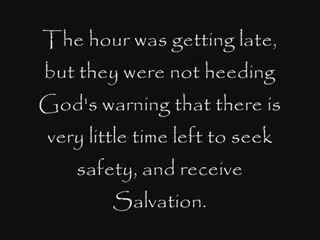 The hour was getting late,
but they were not heeding
God's warning that there is
very little time left to seek
safety, and receive
Salvation.